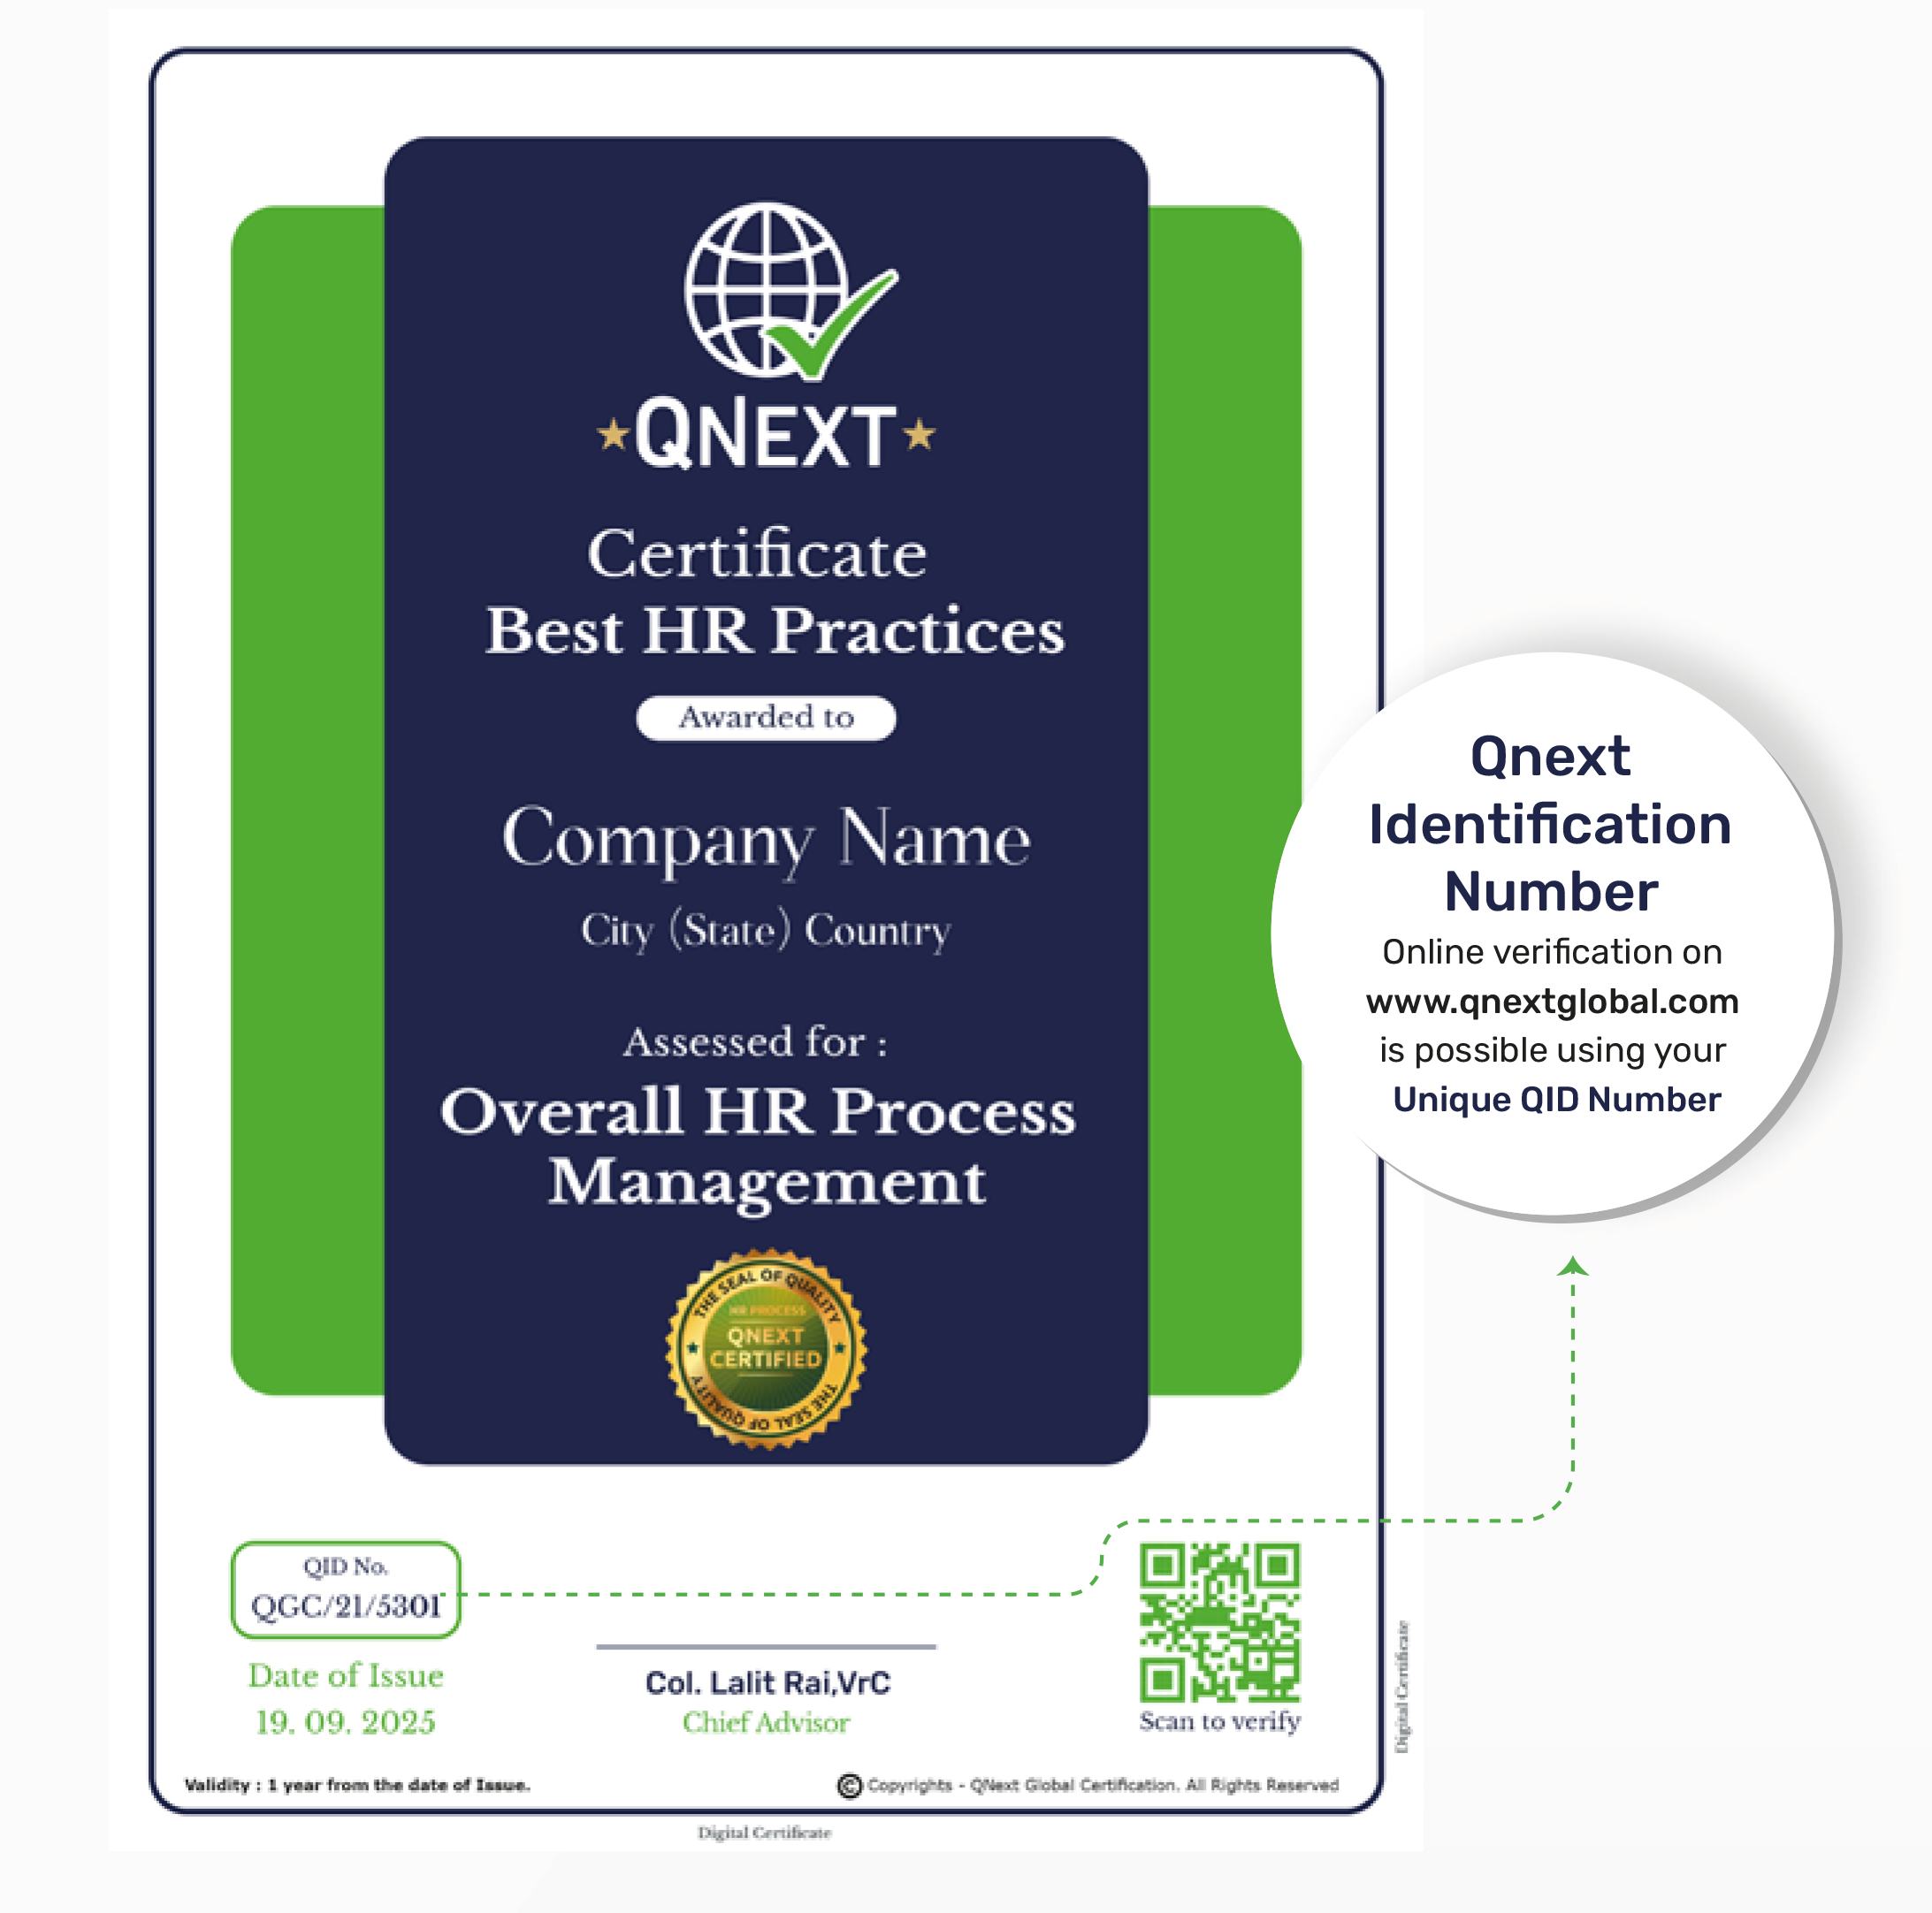 QNEXT
Certificate
Best HR Practices
Awarded to
Company Name
City (State) Country
Assessed for :
Overall HR Process
Management
THE SEAL OF QUALITY
HR PROCESS
QNEXT
CERTIFIED
THE SEAL OF QUALITY
Qnext
Identification
Number
Online verification on
www.qnextglobal.com
is possible using your
Unique QID Number
QID No.
QGC/21/5301
Date of Issue
19. 09. 2025
Col. Lalit Rai,VrC
Chief Advisor
Scan to verify
Digital Certificate
Validity : 1 year from the date of Issue.
© Copyrights - QNext Global Certification. All Rights Reserved
Digital Certificate